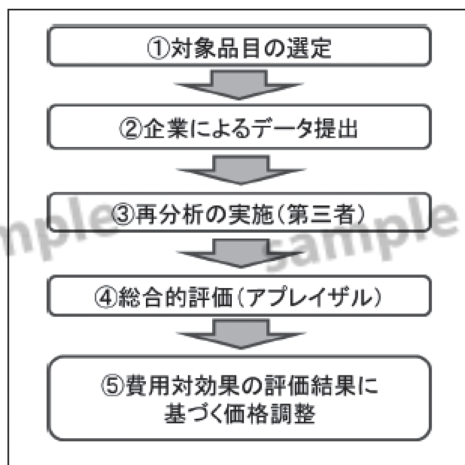 ①対象品目の選定
②企業によるデータ提出
③再分析の実施(第三者)
④総合的評価(アプレイザル)
⑤費用対効果の評価結果に
基づく価格調整
mple
sample